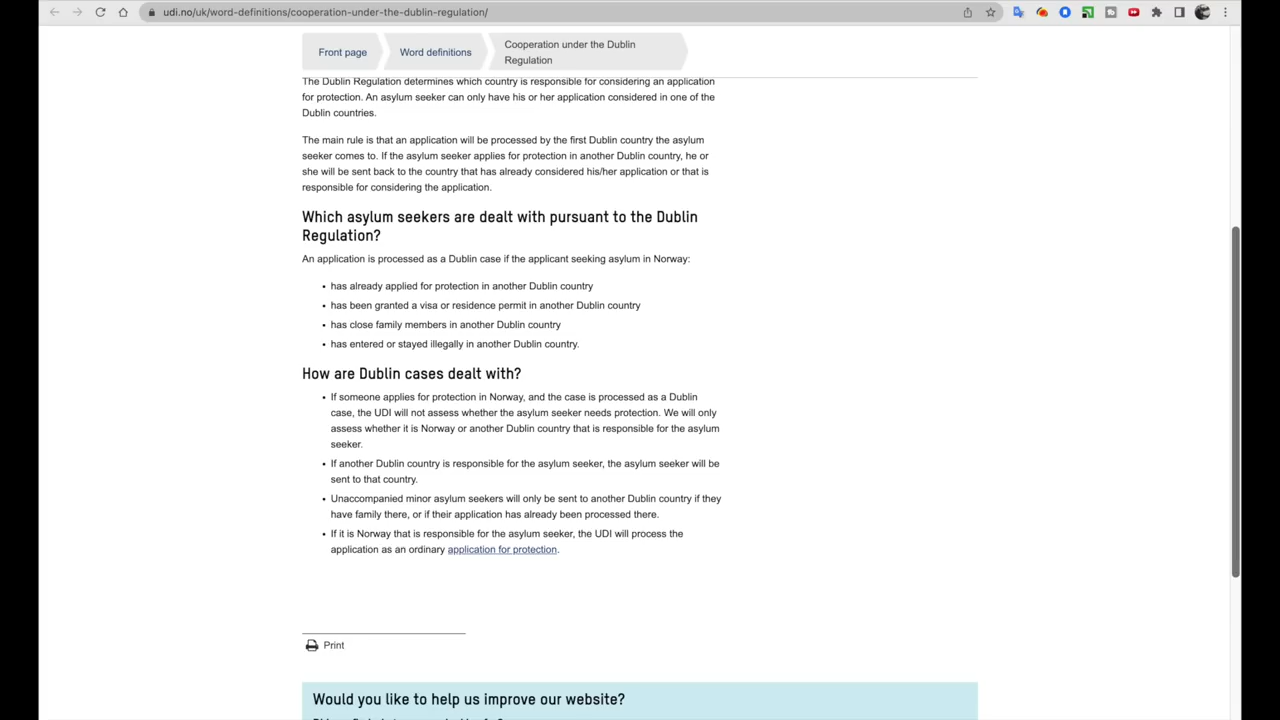 udi.no/uk/word-definitions/cooperation-under-the-dublin-regulation/
Front page
Word definitions
Cooperation under the Dublin
Regulation
The Dublin Regulation determines which country is responsible for considering an application
for protection. An asylum seeker can only have his or her application considered in one of the
Dublin countries.
The main rule is that an application will be processed by the first Dublin country the asylum
seeker comes to. If the asylum seeker applies for protection in another Dublin country, he or
she will be sent back to the country that has already considered his/her application or that is
responsible for considering the application.
Which asylum seekers are dealt with pursuant to the Dublin
Regulation?
An application is processed as a Dublin case if the applicant seeking asylum in Norway:
• has already applied for protection in another Dublin country
• has been granted a visa or residence permit in another Dublin country
• has close family members in another Dublin country
• has entered or stayed illegally in another Dublin country.
How are Dublin cases dealt with?
• If someone applies for protection in Norway, and the case is processed as a Dublin
case, the UDI will not assess whether the asylum seeker needs protection. We will only
assess whether it is Norway or another Dublin country that is responsible for the asylum
seeker.
• If another Dublin country is responsible for the asylum seeker, the asylum seeker will be
sent to that country.
• Unaccompanied minor asylum seekers will only be sent to another Dublin country if they
have family there, or if their application has already been processed there.
• If it is Norway that is responsible for the asylum seeker, the UDI will process the
application as an ordinary application for protection.
Print
Would you like to help us improve our website?